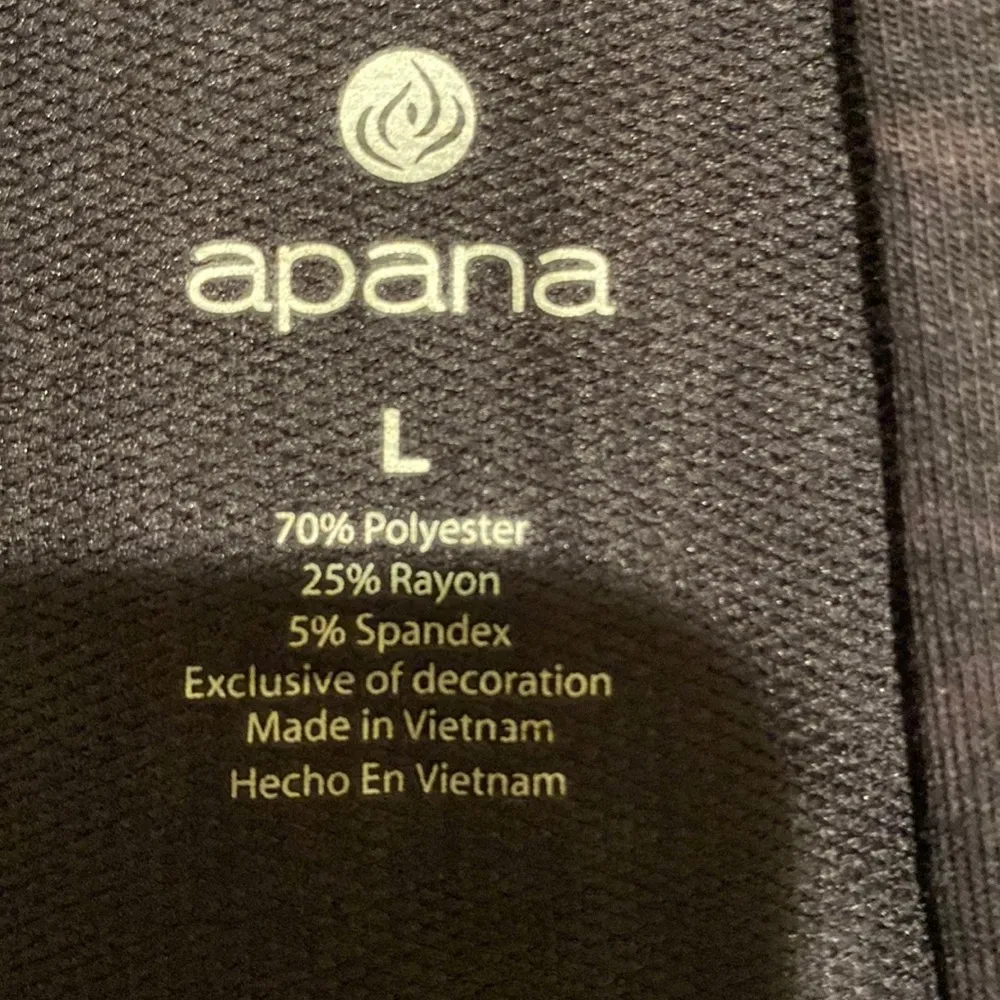 apana
L
70% Polyester
25% Rayon
5% Spandex
Exclusive of decoration
Made in Vietnam
Hecho En Vietnam